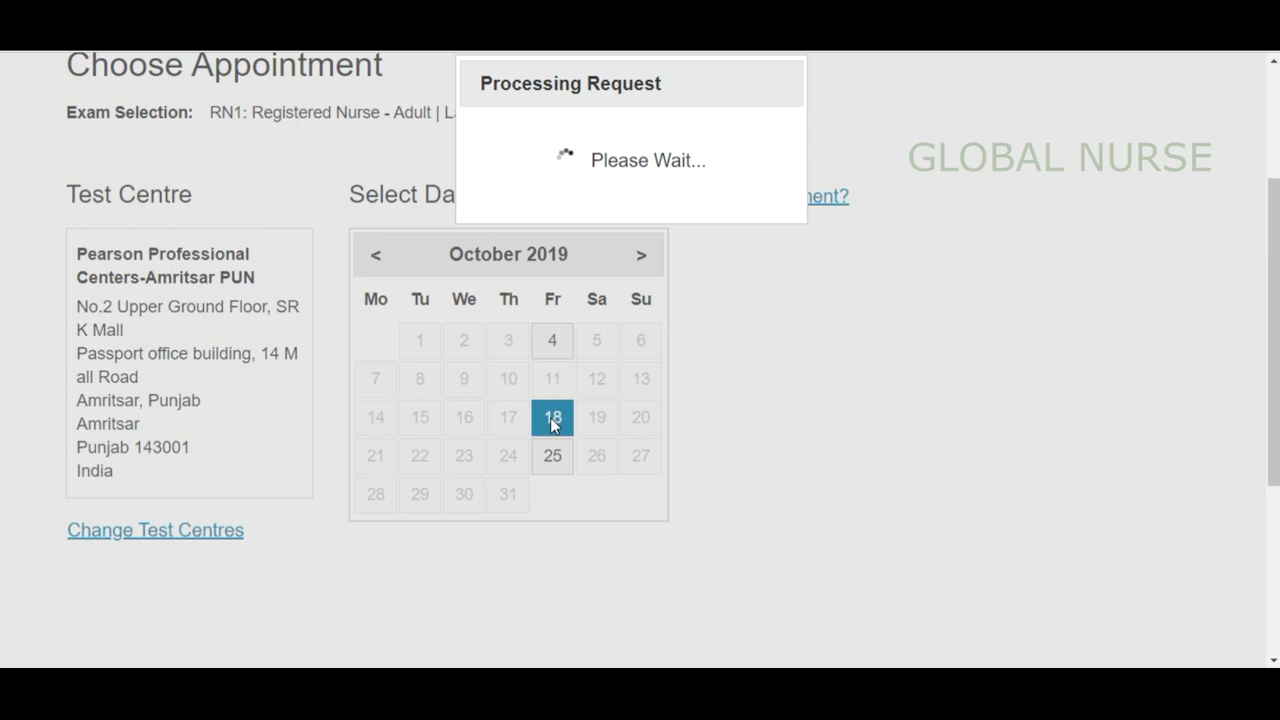 Choose Appointment
Processing Request
Exam Selection: RN1: Registered Nurse - Adult | L
Please Wait...
GLOBAL NURSE
Test Centre
Select Da
ent?
Pearson Professional
Centers-Amritsar PUN
No.2 Upper Ground Floor, SR
K Mall
Passport office building, 14 M
all Road
Amritsar, Punjab
Amritsar
Punjab 143001
India
Change Test Centres
< October 2019 >
Mo Tu We Th Fr Sa Su
1 2 3 4 5 6
7 8 9 10 11 12 13
14 15 16 17 18 19 20
21 22 23 24 25 26 27
28 29 30 31